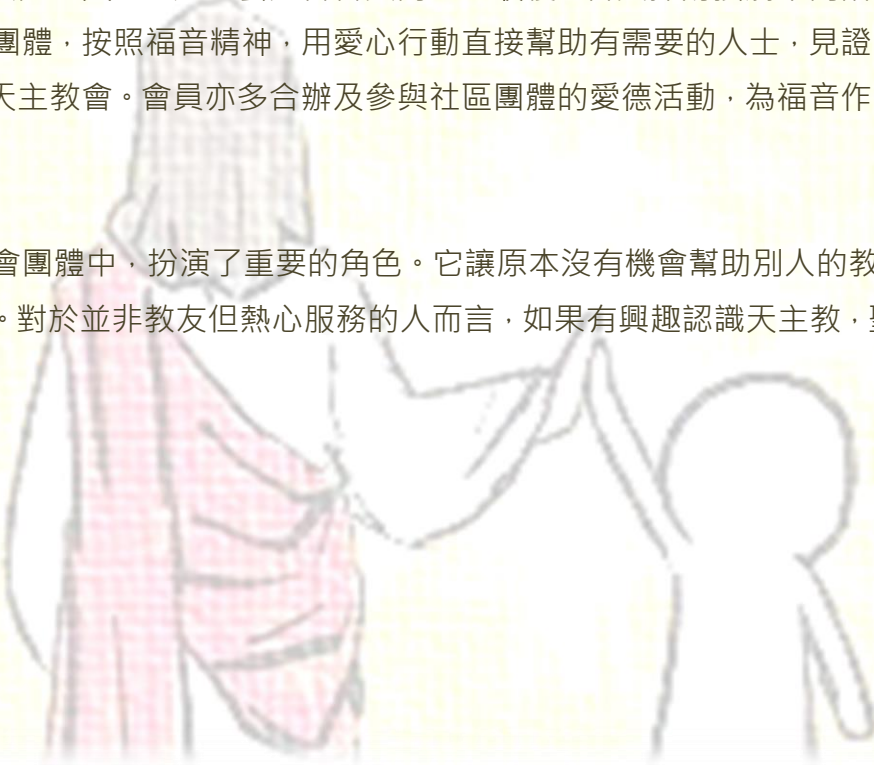 團體，按照福音精神，用愛心行動直接幫助有需要的人士，見證
天主教會。會員亦多合辦及參與社區團體的愛德活動，為福音作
會團體中，扮演了重要的角色。它讓原本沒有機會幫助別人的教
。對於並非教友但熱心服務的人而言，如果有興趣認識天主教，